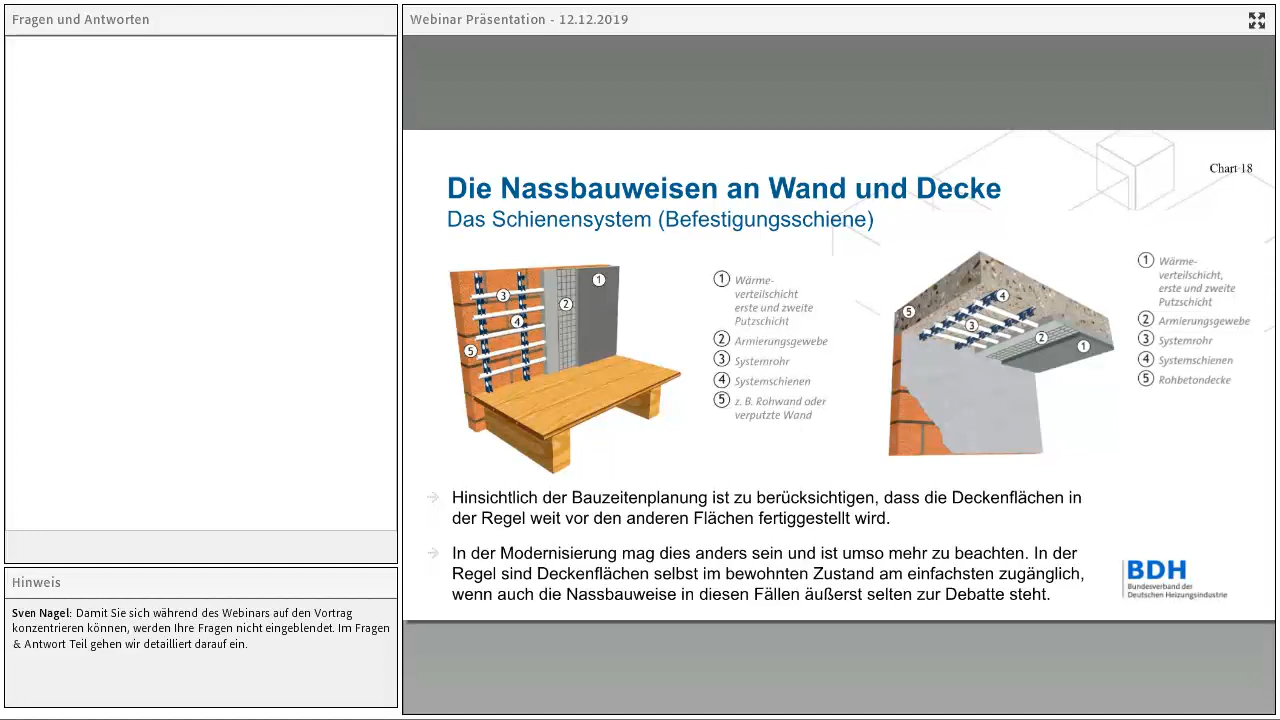 Fragen und Antworten
Hinweis
Sven Nagel: Damit Sie sich während des Webinars auf den Vortrag
konzentrieren können, werden Ihre Fragen nicht eingeblendet. Im Fragen
& Antwort Teil gehen wir detailliert darauf ein.
Webinar Präsentation - 12.12.2019
Chart 18
Die Nassbauweisen an Wand und Decke
Das Schienensystem (Befestigungsschiene)
1
2
3
4
5
1 Wärme-
verteilschicht
erste und zweite
Putzschicht
2 Armierungsgewebe
3 Systemrohr
4 Systemschienen
5 z. B. Rohwand oder
verputzte Wand
5
4
3
2
1
1 Wärme-
verteilschicht,
erste und zweite
Putzschicht
2 Armierungsgewebe
3 Systemrohr
4 Systemschienen
5 Rohbetondecke
Hinsichtlich der Bauzeitenplanung ist zu berücksichtigen, dass die Deckenflächen in
der Regel weit vor den anderen Flächen fertiggestellt wird.
In der Modernisierung mag dies anders sein und ist umso mehr zu beachten. In der
Regel sind Deckenflächen selbst im bewohnten Zustand am einfachsten zugänglich,
wenn auch die Nassbauweise in diesen Fällen äußerst selten zur Debatte steht.
BDH
Bundesverband der
Deutschen Heizungsindustrie